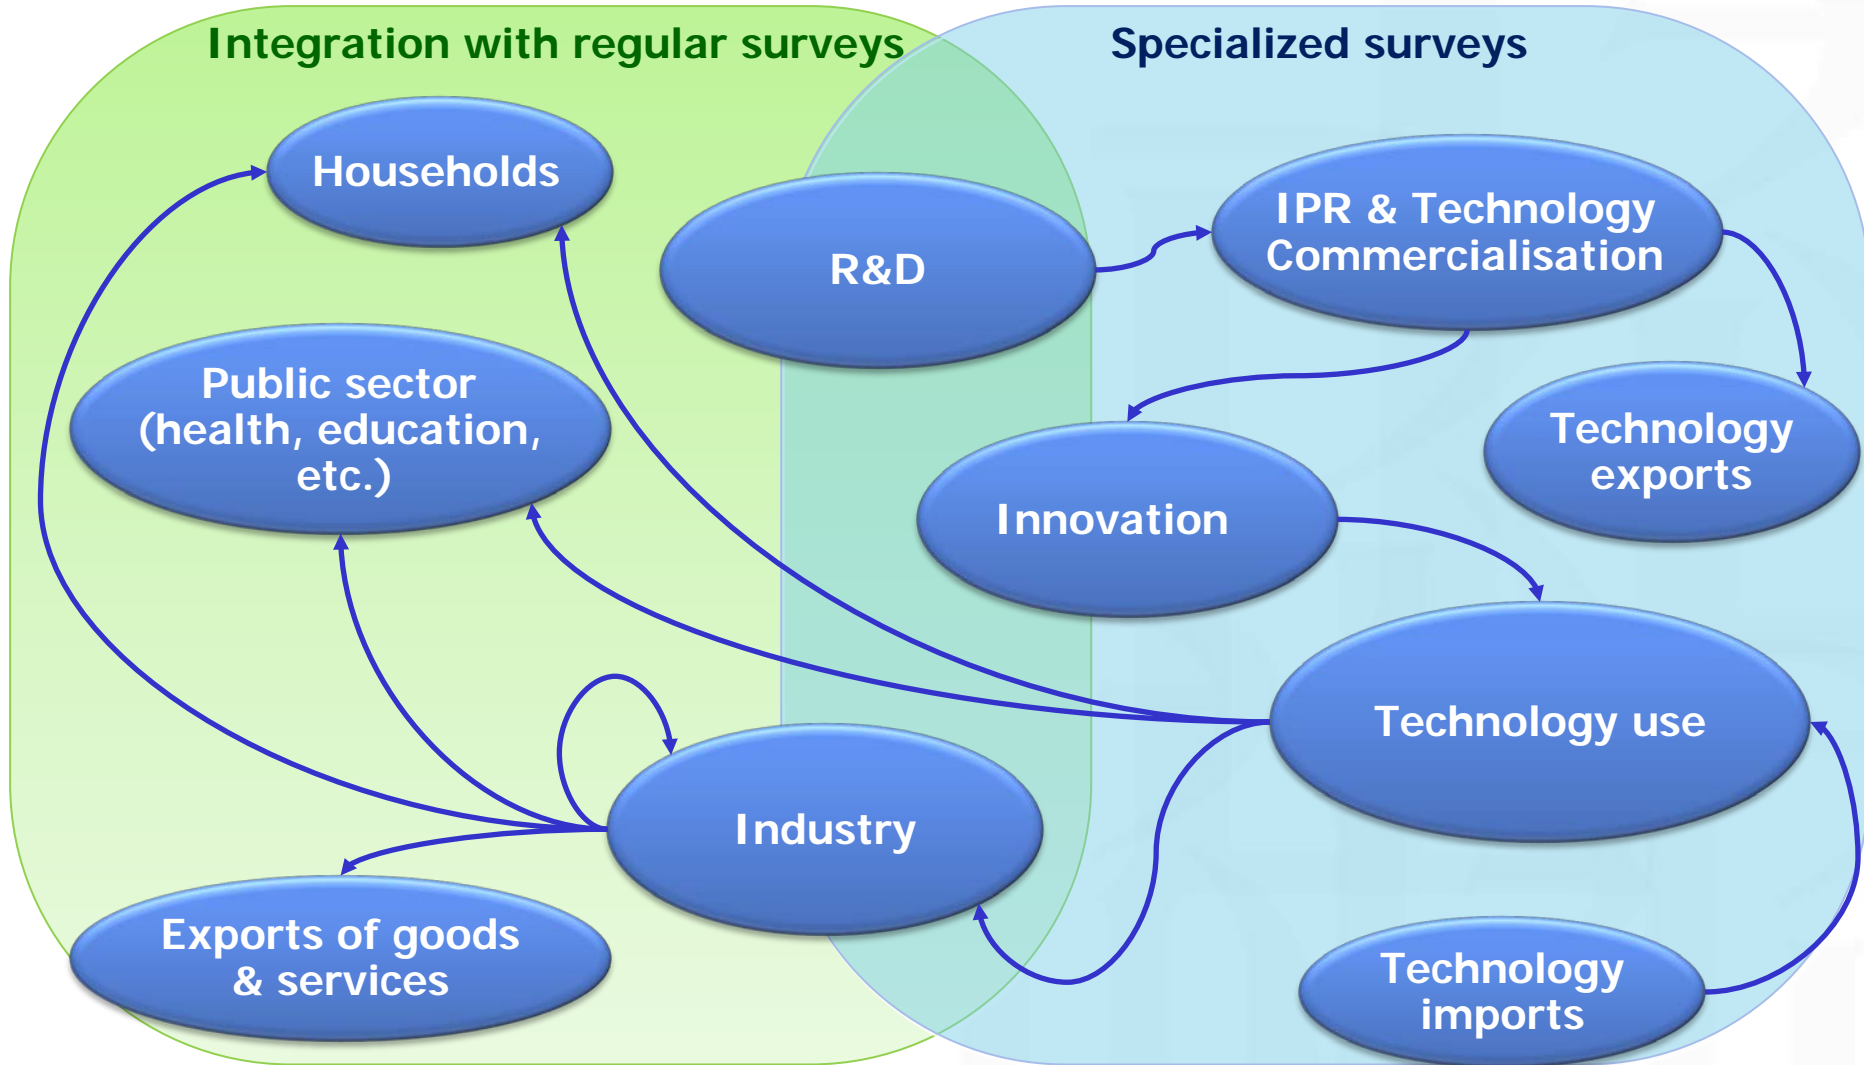 Integration with regular surveys
Specialized surveys
Households
R&D
IPR & Technology
Commercialisation
Public sector
(health, education,
etc.)
Technology
exports
Innovation
Technology use
Industry
Exports of goods
& services
Technology
imports